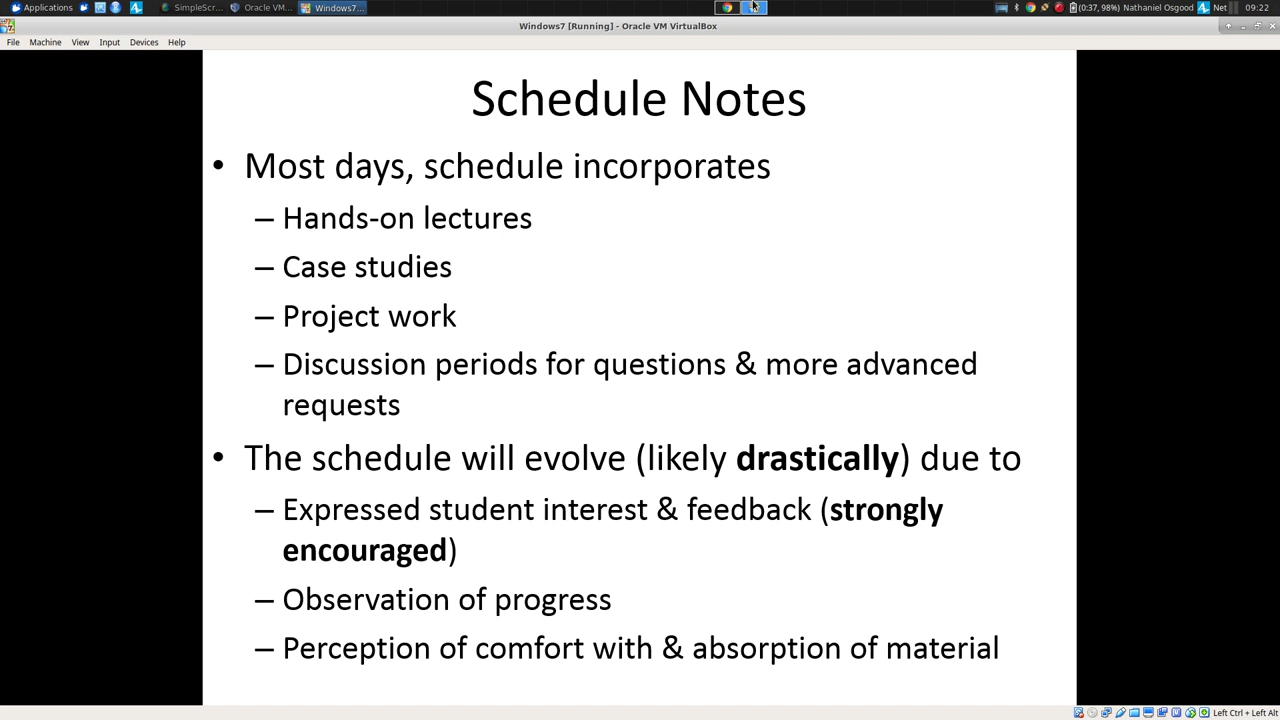 Applications SimpleScr... Oracle VM... Windows7... (0:37, 98%) Nathaniel Osgood Net 09:22
Windows7 [Running] - Oracle VM VirtualBox
File Machine View Input Devices Help
Schedule Notes
• Most days, schedule incorporates
– Hands-on lectures
– Case studies
– Project work
– Discussion periods for questions & more advanced
requests
• The schedule will evolve (likely drastically) due to
– Expressed student interest & feedback (strongly
encouraged)
– Observation of progress
– Perception of comfort with & absorption of material
Left Ctrl + Left Alt